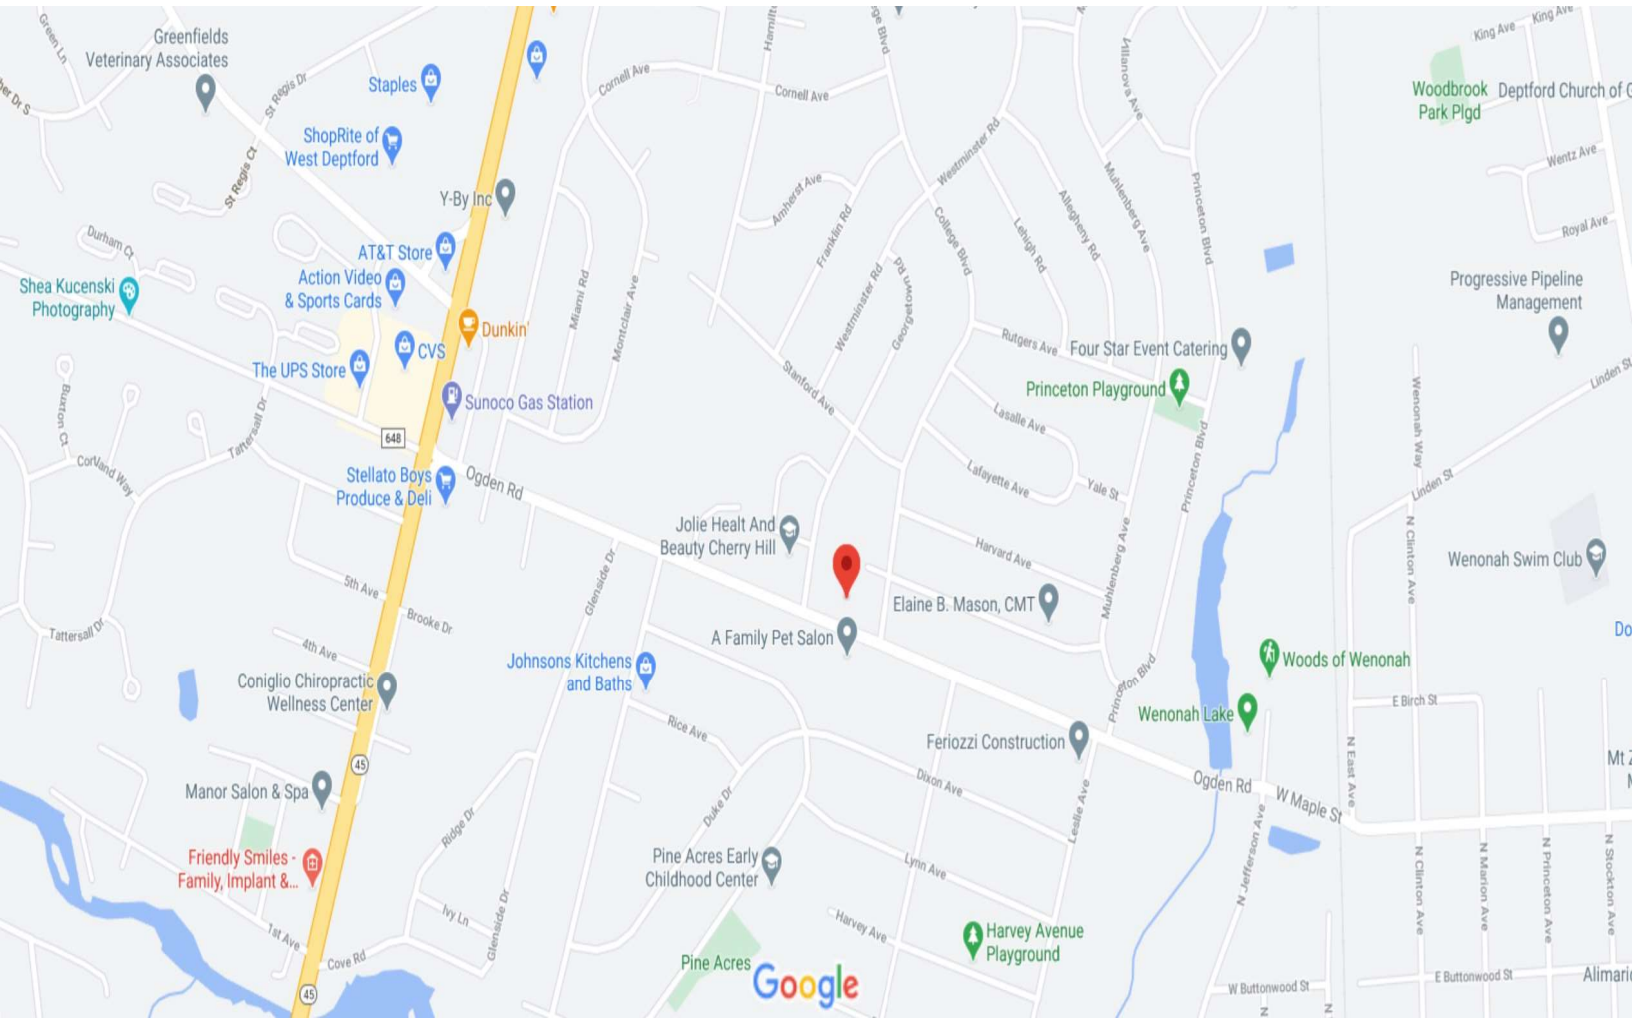 Green Ln
Greenfields
Veterinary Associates
St Regis Dr
Staples
ShopRite of
West Deptford
St Regis Ct
Y-By Inc
Durham Ct
AT&T Store
Action Video
& Sports Cards
Shea Kucenski
Photography
Dunkin'
CVS
The UPS Store
Sunoco Gas Station
648
Buxton Ct
Tattersall Dr
Stellato Boys
Produce & Deli
Ogden Rd
Cornell Ave
Cornell Ave
Miami Rd
Montclair Ave
Amherst Ave
Franklin Rd
Westminster Rd
Westminster Rd
College Blvd
Georgetown Rd
Lehigh Rd
Allegheny Rd
Muhlenberg Ave
Princeton Blvd
Stanford Ave
Rutgers Ave
Four Star Event Catering
Princeton Playground
Lasalle Ave
Lafayette Ave
Yale St
Princeton Blvd
Harvard Ave
Muhlenberg Ave
King Ave
King Ave
Woodbrook
Park Plgd
Deptford Church of
Wentz Ave
Royal Ave
Progressive Pipeline
Management
Linden St
Wenonah Way
Linden St
N Clinton Ave
Wenonah Swim Club
Jolie Healt And
Beauty Cherry Hill
Glenside Dr
Elaine B. Mason, CMT
A Family Pet Salon
5th Ave
Brooke Dr
Tattersall Dr
4th Ave
Johnsons Kitchens
and Baths
Coniglio Chiropractic
Wellness Center
Rice Ave
Princeton Blvd
Woods of Wenonah
Wenonah Lake
E Birch St
Feriozzi Construction
N East Ave
45
Manor Salon & Spa
Ridge Dr
Duke Dr
Dixon Ave
Leslie Ave
Ogden Rd
W Maple St
Friendly Smiles -
Family, Implant &...
Pine Acres Early
Childhood Center
Lynn Ave
N Jefferson Ave
N Clinton Ave
N Marion Ave
N Princeton Ave
N Stockton Ave
Ivy Ln
Glenside Dr
1st Ave
Cove Rd
Harvey Ave
Harvey Avenue
Playground
Pine Acres
Google
45
W Buttonwood St
E Buttonwood St